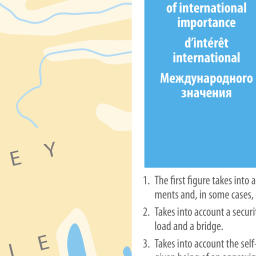 of international
importance
d'intérêt
international
Международного
значения
E Y
L E
1. The first figure takes into a
ments and, in some cases,
2. Takes into account a securit
load and a bridge.
3. Takes into account the self-